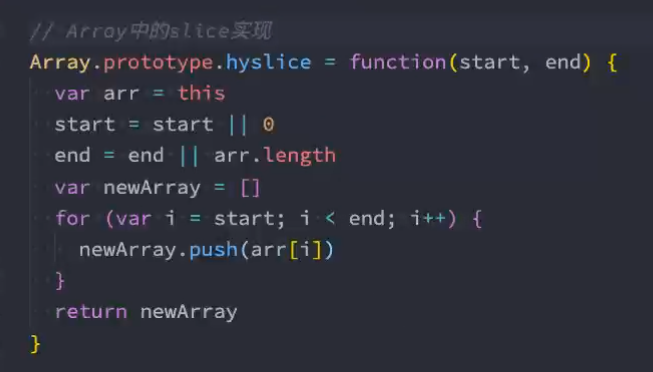 // Array中的slice实现
Array.prototype.hyslice = function(start, end) {
  var arr = this
  start = start || 0
  end = end || arr.length
  var newArray = []
  for (var i = start; i < end; i++) {
    newArray.push(arr[i])
  }
  return newArray
}